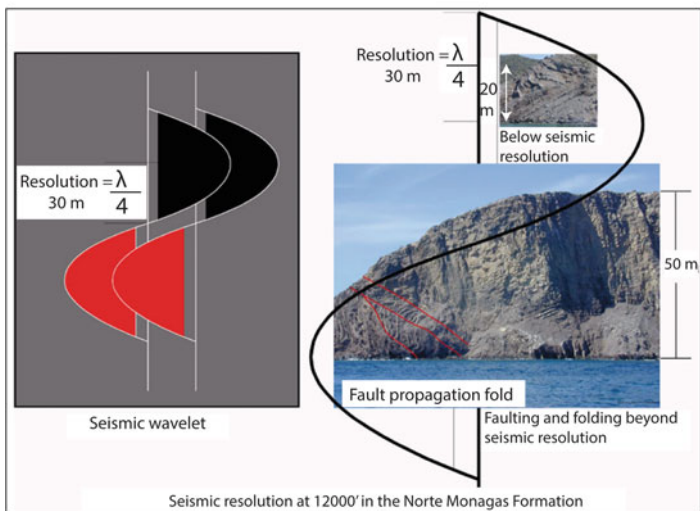 Resolution = λ/4
30 m
Seismic wavelet
Resolution = λ/4
30 m
20
m
Below seismic
resolution
50 m
Fault propagation fold
Faulting and folding beyond
seismic resolution
Seismic resolution at 12000' in the Norte Monagas Formation